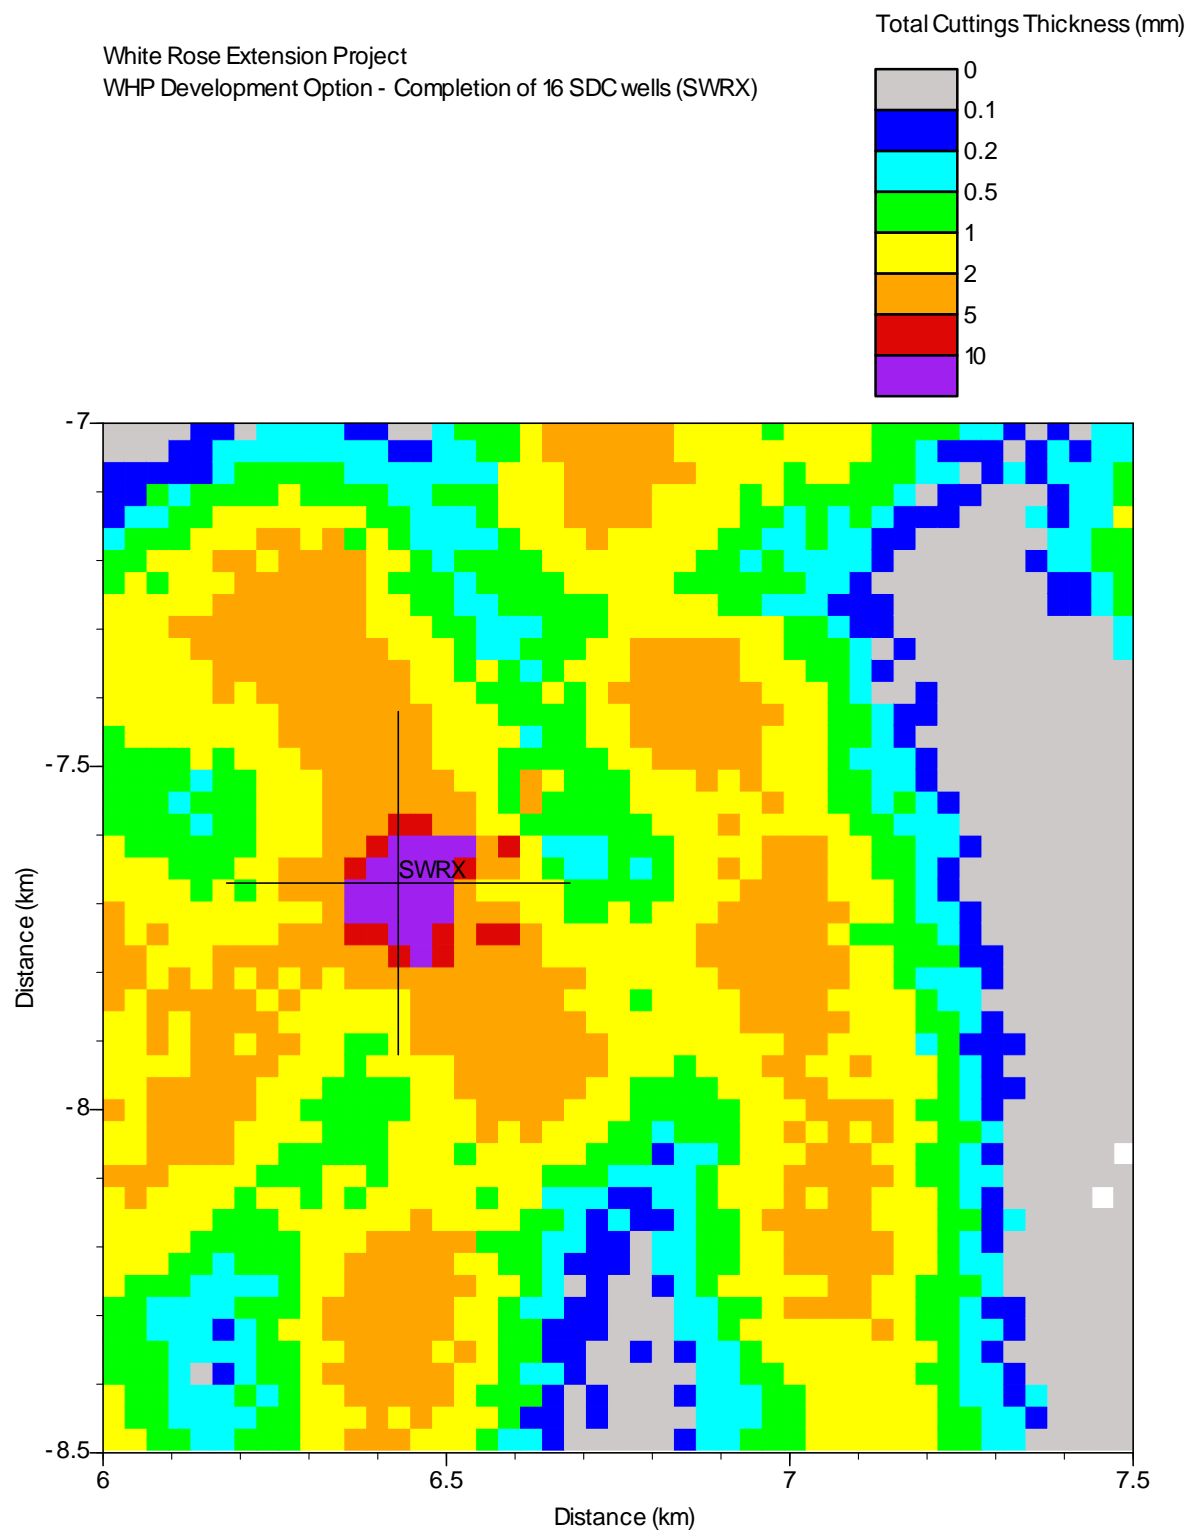 Total Cuttings Thickness (mm)
White Rose Extension Project
WHP Development Option - Completion of 16 SDC wells (SWRX)
0
0.1
0.2
0.5
1
2
5
10
-7
-7.5
-8
-8.5
Distance (km)
SWRX
6
6.5
7
7.5
Distance (km)